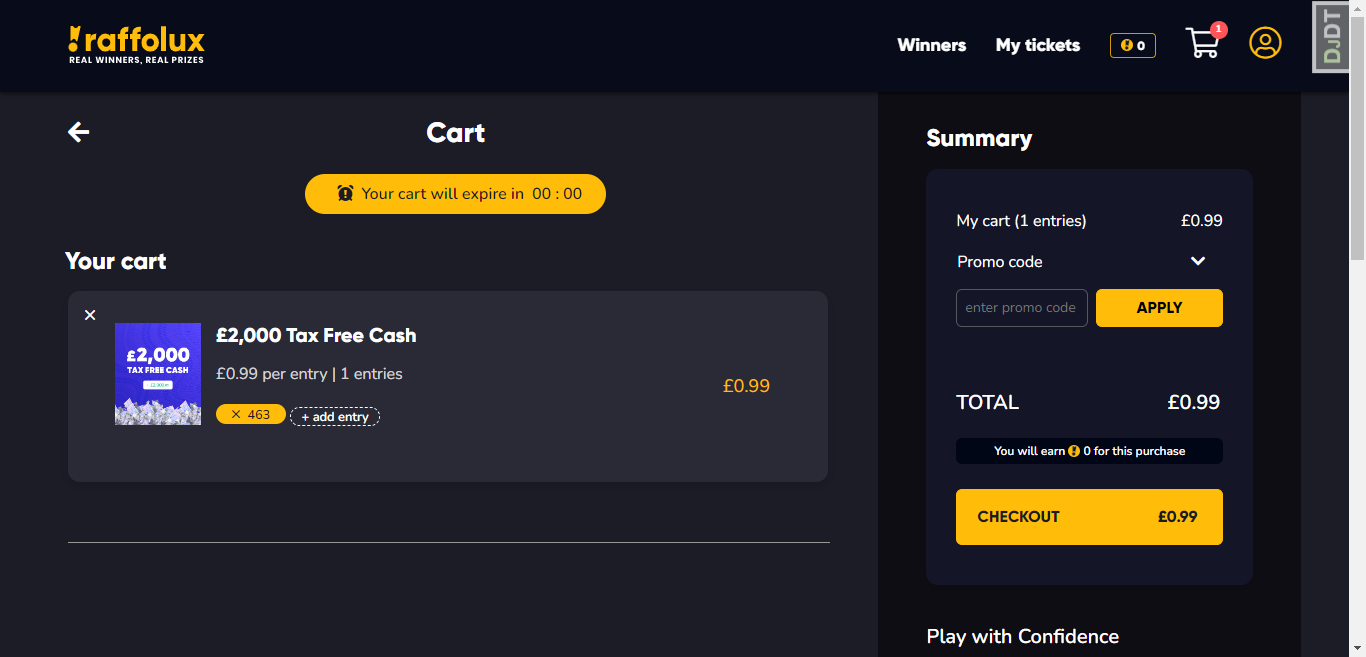 raffolux
REAL WINNERS, REAL PRIZES
Winners
My tickets
0
1
DJDT
Cart
Your cart will expire in 00 : 00
Your cart
£2,000
TAX FREE CASH
£2,000 Tax Free Cash
£0.99 per entry | 1 entries
463
+ add entry
£0.99
Summary
My cart (1 entries) £0.99
Promo code
enter promo code APPLY
TOTAL £0.99
You will earn 0 for this purchase
CHECKOUT £0.99
Play with Confidence